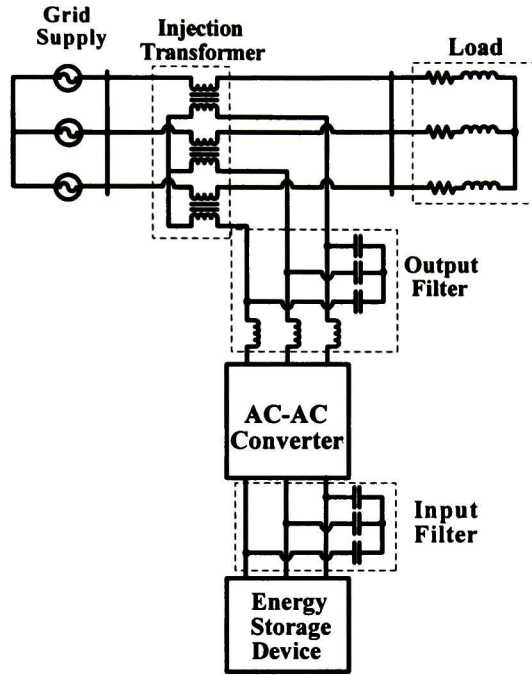 Grid
Supply
Injection
Transformer
Load
Output
Filter
AC-AC
Converter
Input
Filter
Energy
Storage
Device